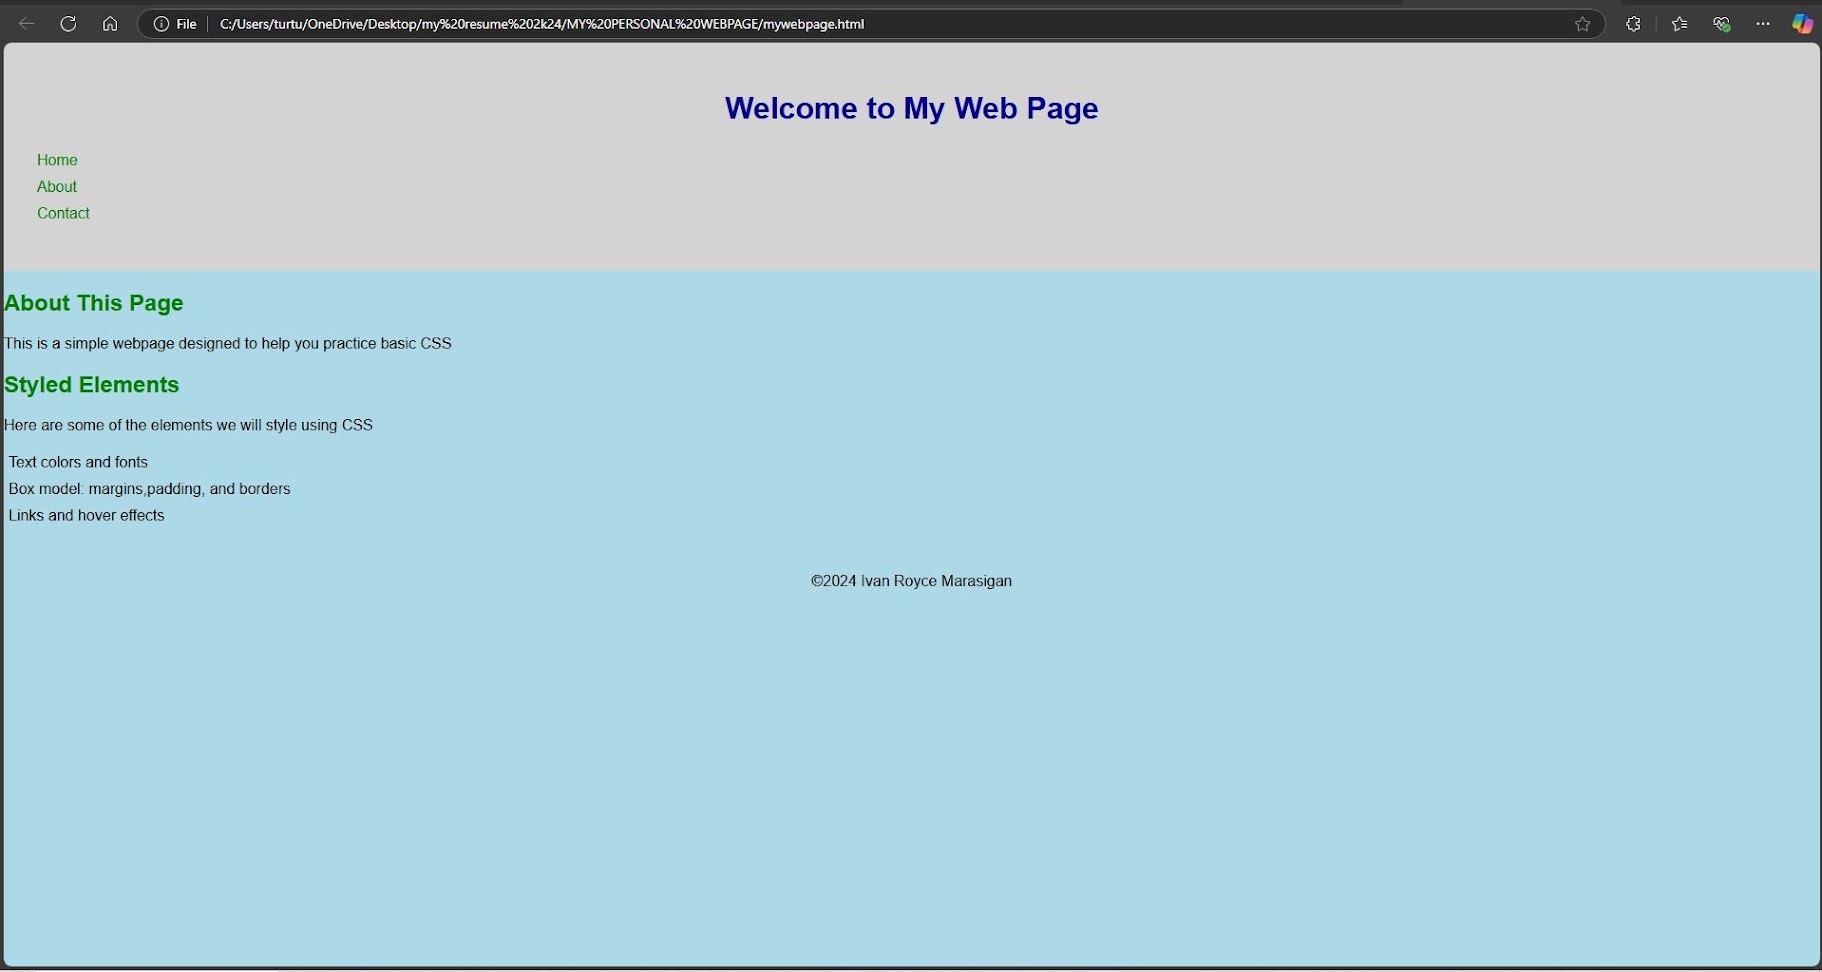 File C:/Users/turtu/OneDrive/Desktop/my%20resume%202k24/MY%20PERSONAL%20WEBPAGE/mywebpage.html
Welcome to My Web Page
Home
About
Contact
About This Page
This is a simple webpage designed to help you practice basic CSS
Styled Elements
Here are some of the elements we will style using CSS
Text colors and fonts
Box model: margins,padding, and borders
Links and hover effects
©2024 Ivan Royce Marasigan